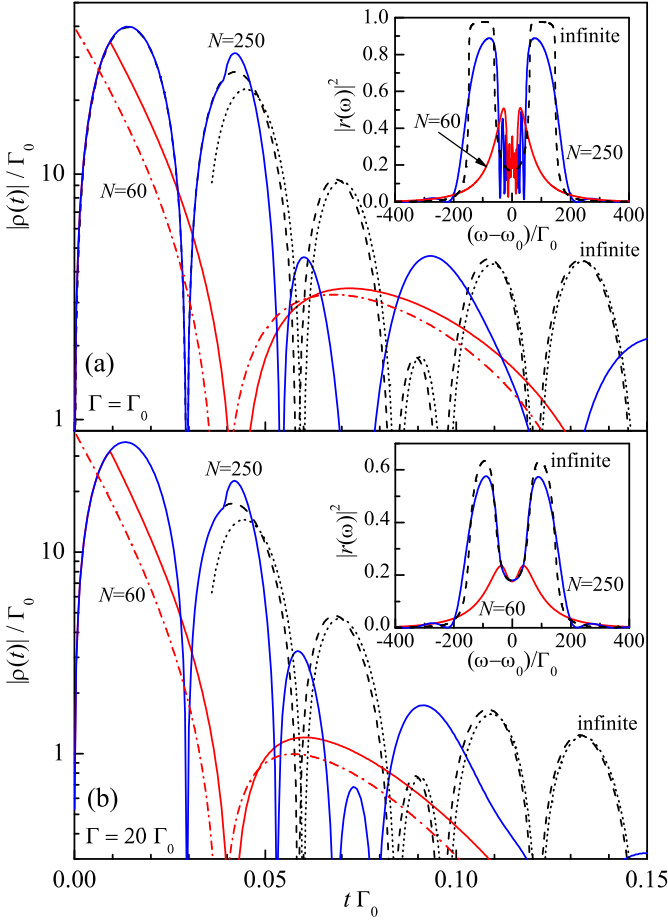 N=250
N=60
|ρ(t)| / Γ₀
10
1
(a)
Γ = Γ₀
infinite
1.0
0.8
0.6
0.4
0.2
0.0
|r(ω)|²
infinite
N=60
N=250
-400 -200 0 200 400
(ω−ω₀)/Γ₀
N=250
N=60
|ρ(t)| / Γ₀
10
1
(b)
Γ = 20 Γ₀
infinite
0.6
0.4
0.2
0.0
|r(ω)|²
infinite
N=60
N=250
-400 -200 0 200 400
(ω−ω₀)/Γ₀
0.00 0.05 0.10 0.15
t Γ₀